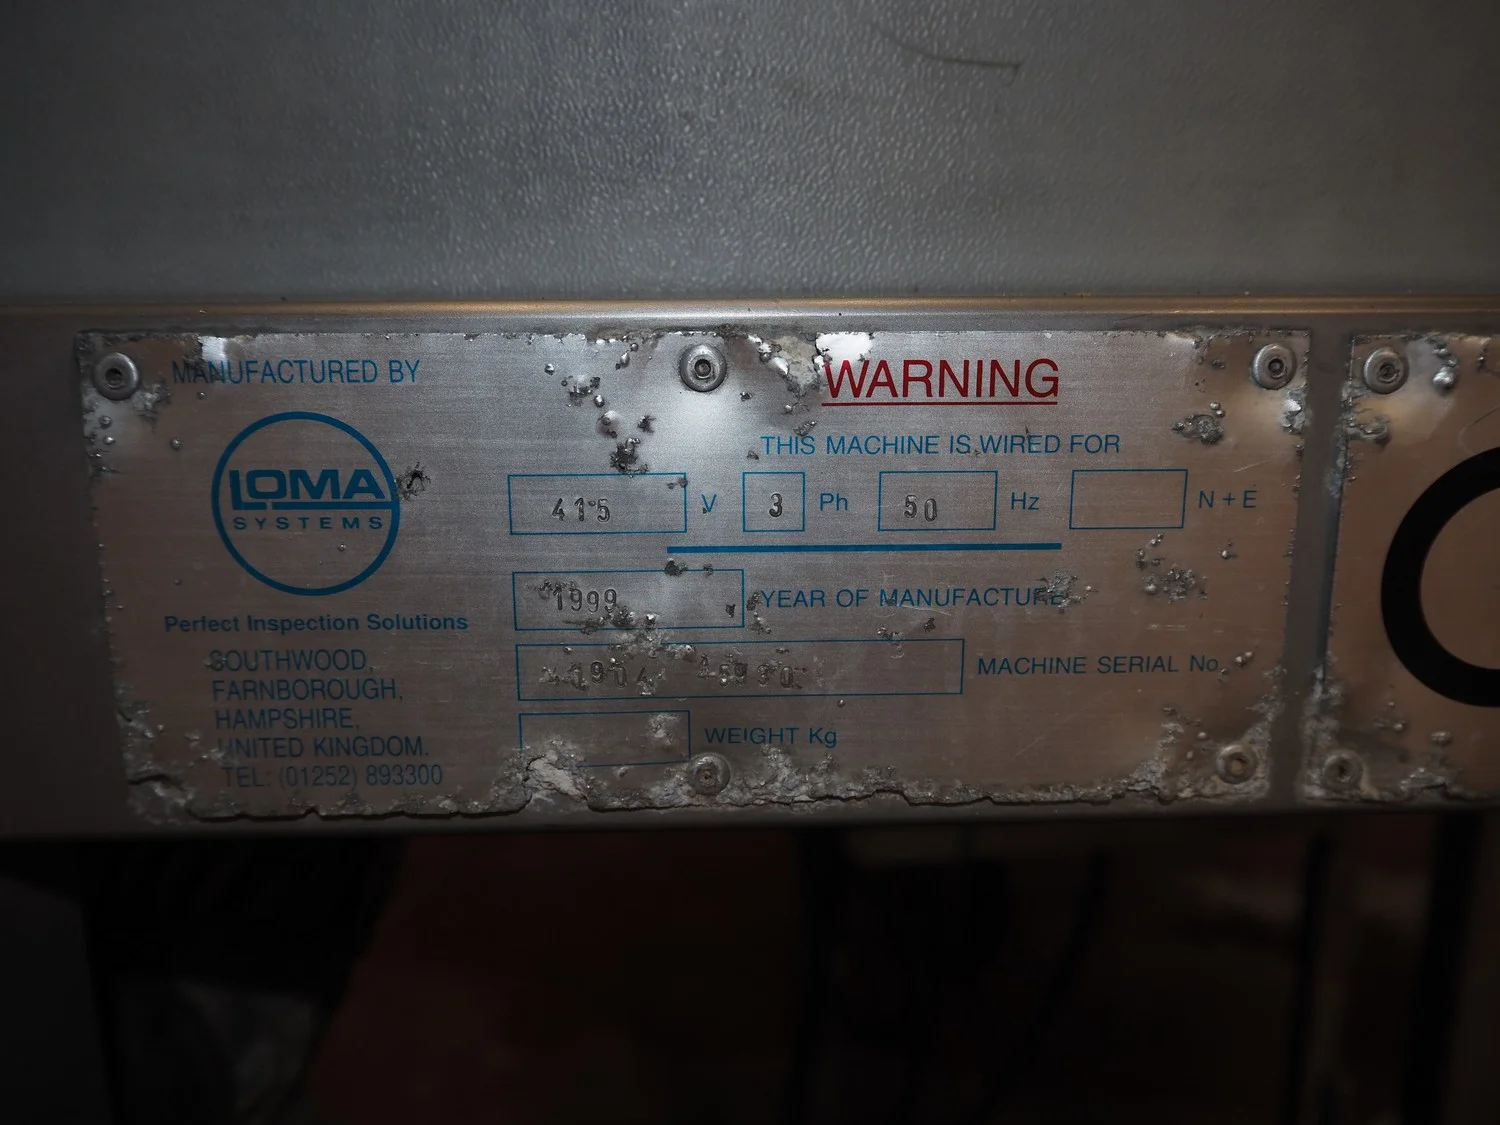 MANUFACTURED BY
LOMA
SYSTEMS
Perfect Inspection Solutions
SOUTHWOOD,
FARNBOROUGH,
HAMPSHIRE,
UNITED KINGDOM.
TEL: (01252) 893300
WARNING
THIS MACHINE IS WIRED FOR
415 V 3 Ph 50 Hz N + E
1999 YEAR OF MANUFACTURE
MACHINE SERIAL No.
WEIGHT Kg